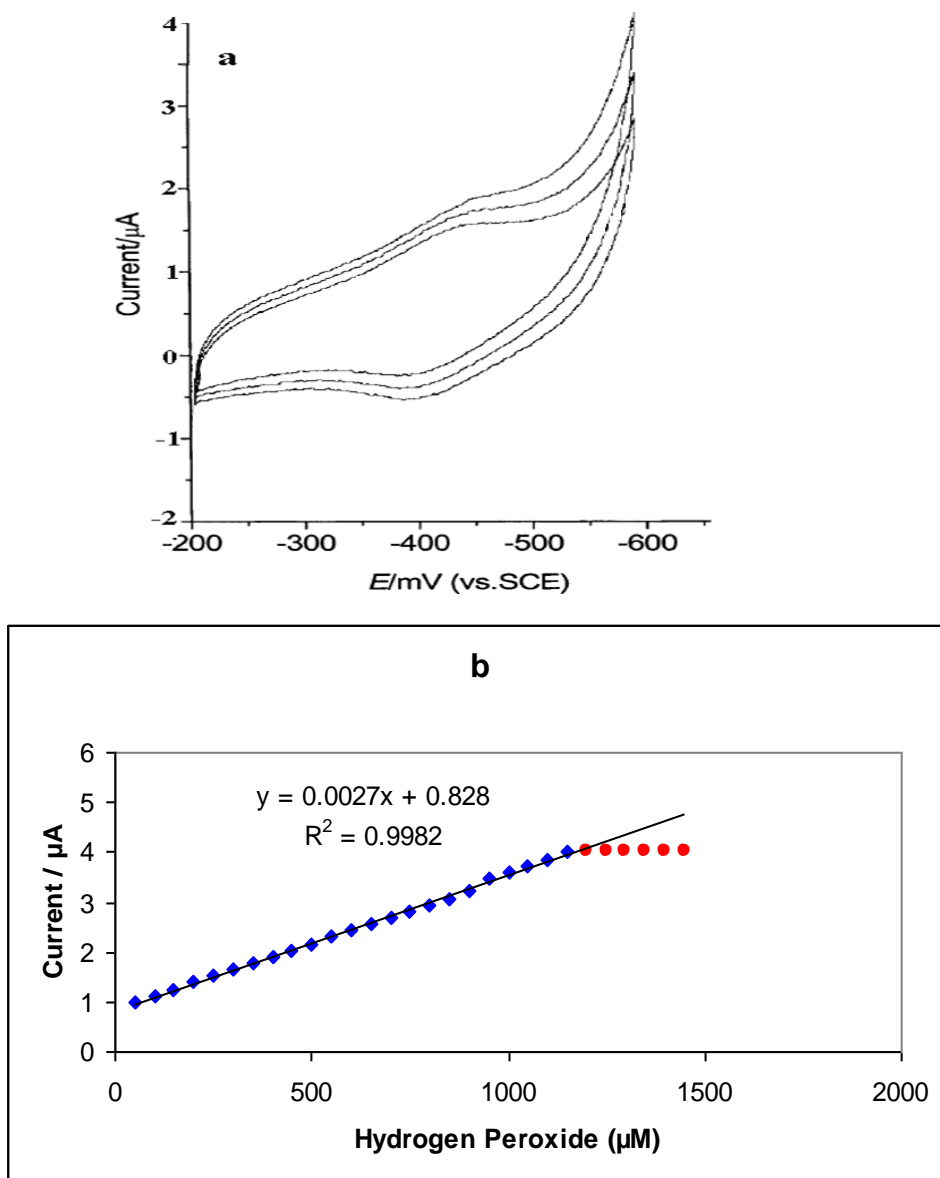 a
4
3
2
1
0
-1
-2
Current/µA
-200 -300 -400 -500 -600
E/mV (vs.SCE)
b
y = 0.0027x + 0.828
R² = 0.9982
6
5
4
3
2
1
0
Current / µA
0 500 1000 1500 2000
Hydrogen Peroxide (µM)